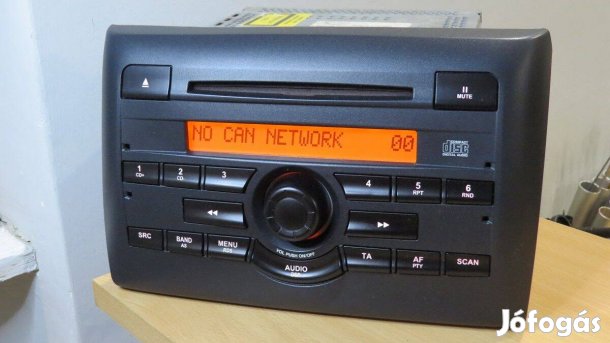 MUTE
NO CAN NETWORK 00
COMPACT disc DIGITAL AUDIO
1 2 3 4 5 6
CD+ CD- RPT RND
SRC BAND MENU TA AF SCAN
AS RDS PTY
VOL PUSH ON/OFF
AUDIO
Jófogás